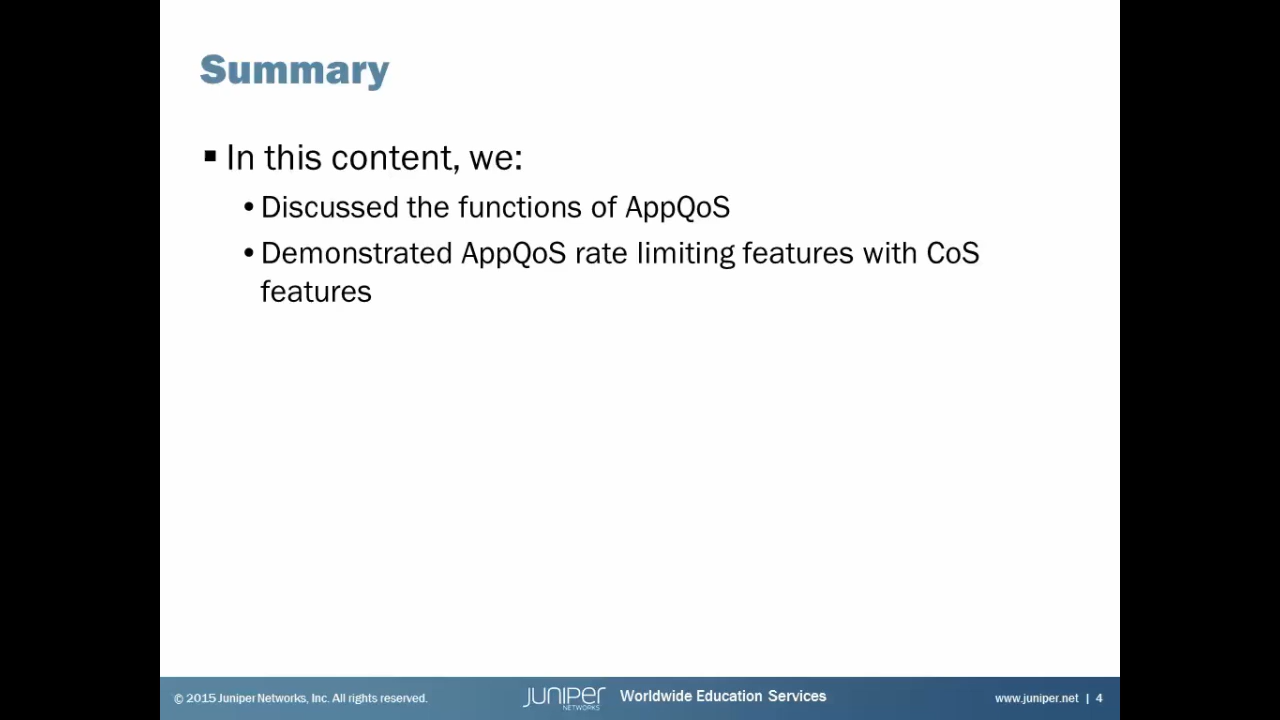 Summary
▪ In this content, we:
• Discussed the functions of AppQoS
• Demonstrated AppQoS rate limiting features with CoS
features
© 2015 Juniper Networks, Inc. All rights reserved.
JUNIPER
NETWORKS
Worldwide Education Services
www.juniper.net | 4